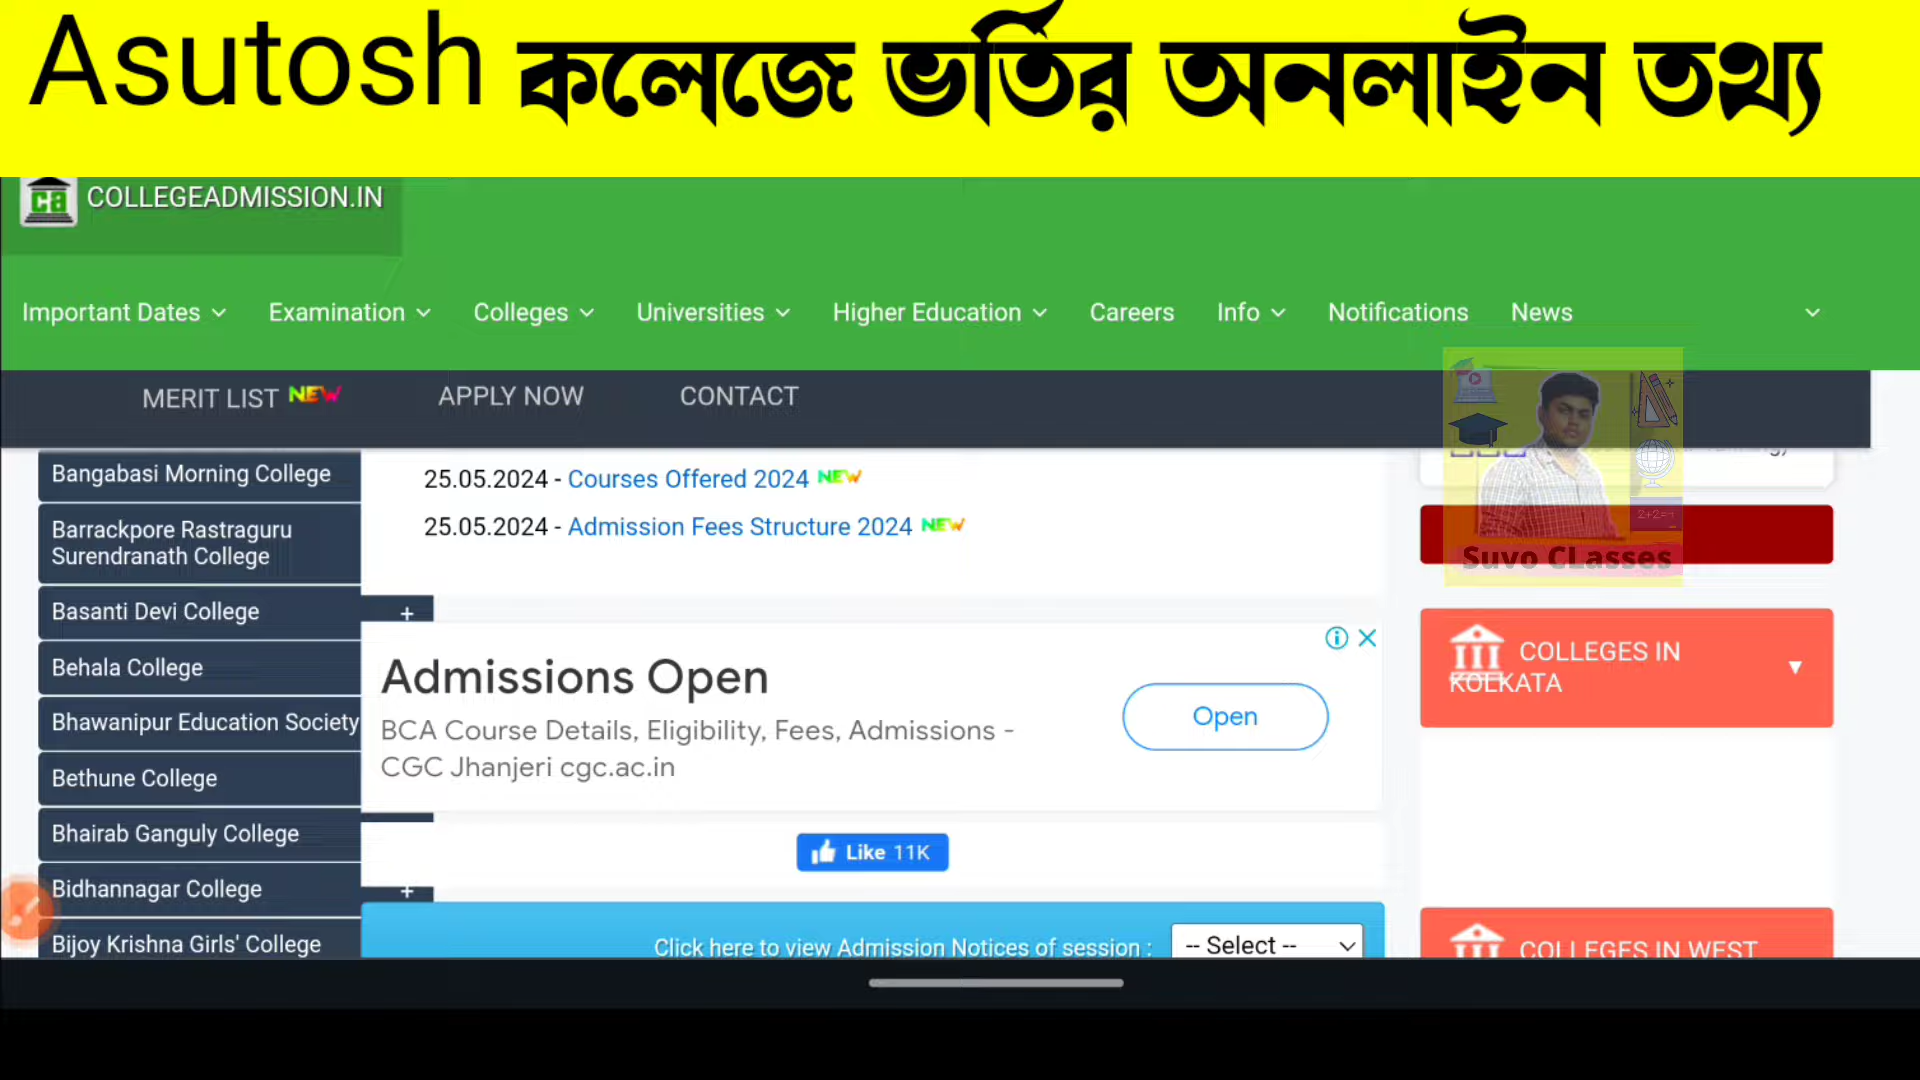 Asutosh কলেজে ভর্তির অনলাইন তথ্য
ca COLLEGEADMISSION.IN
Important Dates Examination Colleges Universities Higher Education Careers Info Notifications News
MERIT LIST NEW APPLY NOW CONTACT
Bangabasi Morning College
Barrackpore Rastraguru
Surendranath College
Basanti Devi College +
Behala College
Bhawanipur Education Society
Bethune College
Bhairab Ganguly College
Bidhannagar College +
Bijoy Krishna Girls' College
25.05.2024 - Courses Offered 2024 NEW
25.05.2024 - Admission Fees Structure 2024 NEW
Admissions Open
BCA Course Details, Eligibility, Fees, Admissions -
CGC Jhanjeri cgc.ac.in
Open
Like 11K
Click here to view Admission Notices of session : -- Select --
Suvo CLasses
COLLEGES IN
KOLKATA
COLLEGES IN WEST